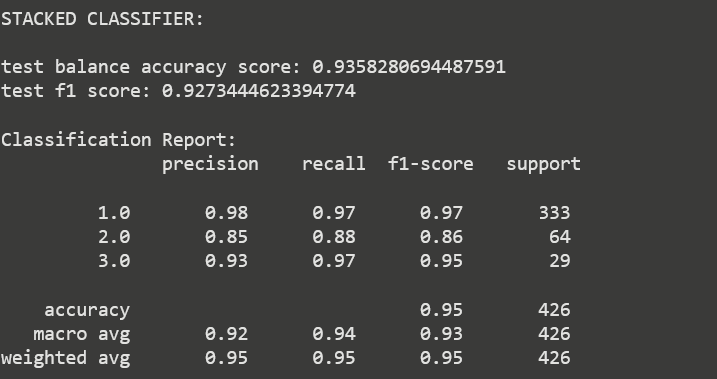 STACKED CLASSIFIER:
test balance accuracy score: 0.9358280694487591
test f1 score: 0.9273444623394774
Classification Report:
precision recall f1-score support
1.0 0.98 0.97 0.97 333
2.0 0.85 0.88 0.86 64
3.0 0.93 0.97 0.95 29
accuracy 0.95 426
macro avg 0.92 0.94 0.93 426
weighted avg 0.95 0.95 0.95 426